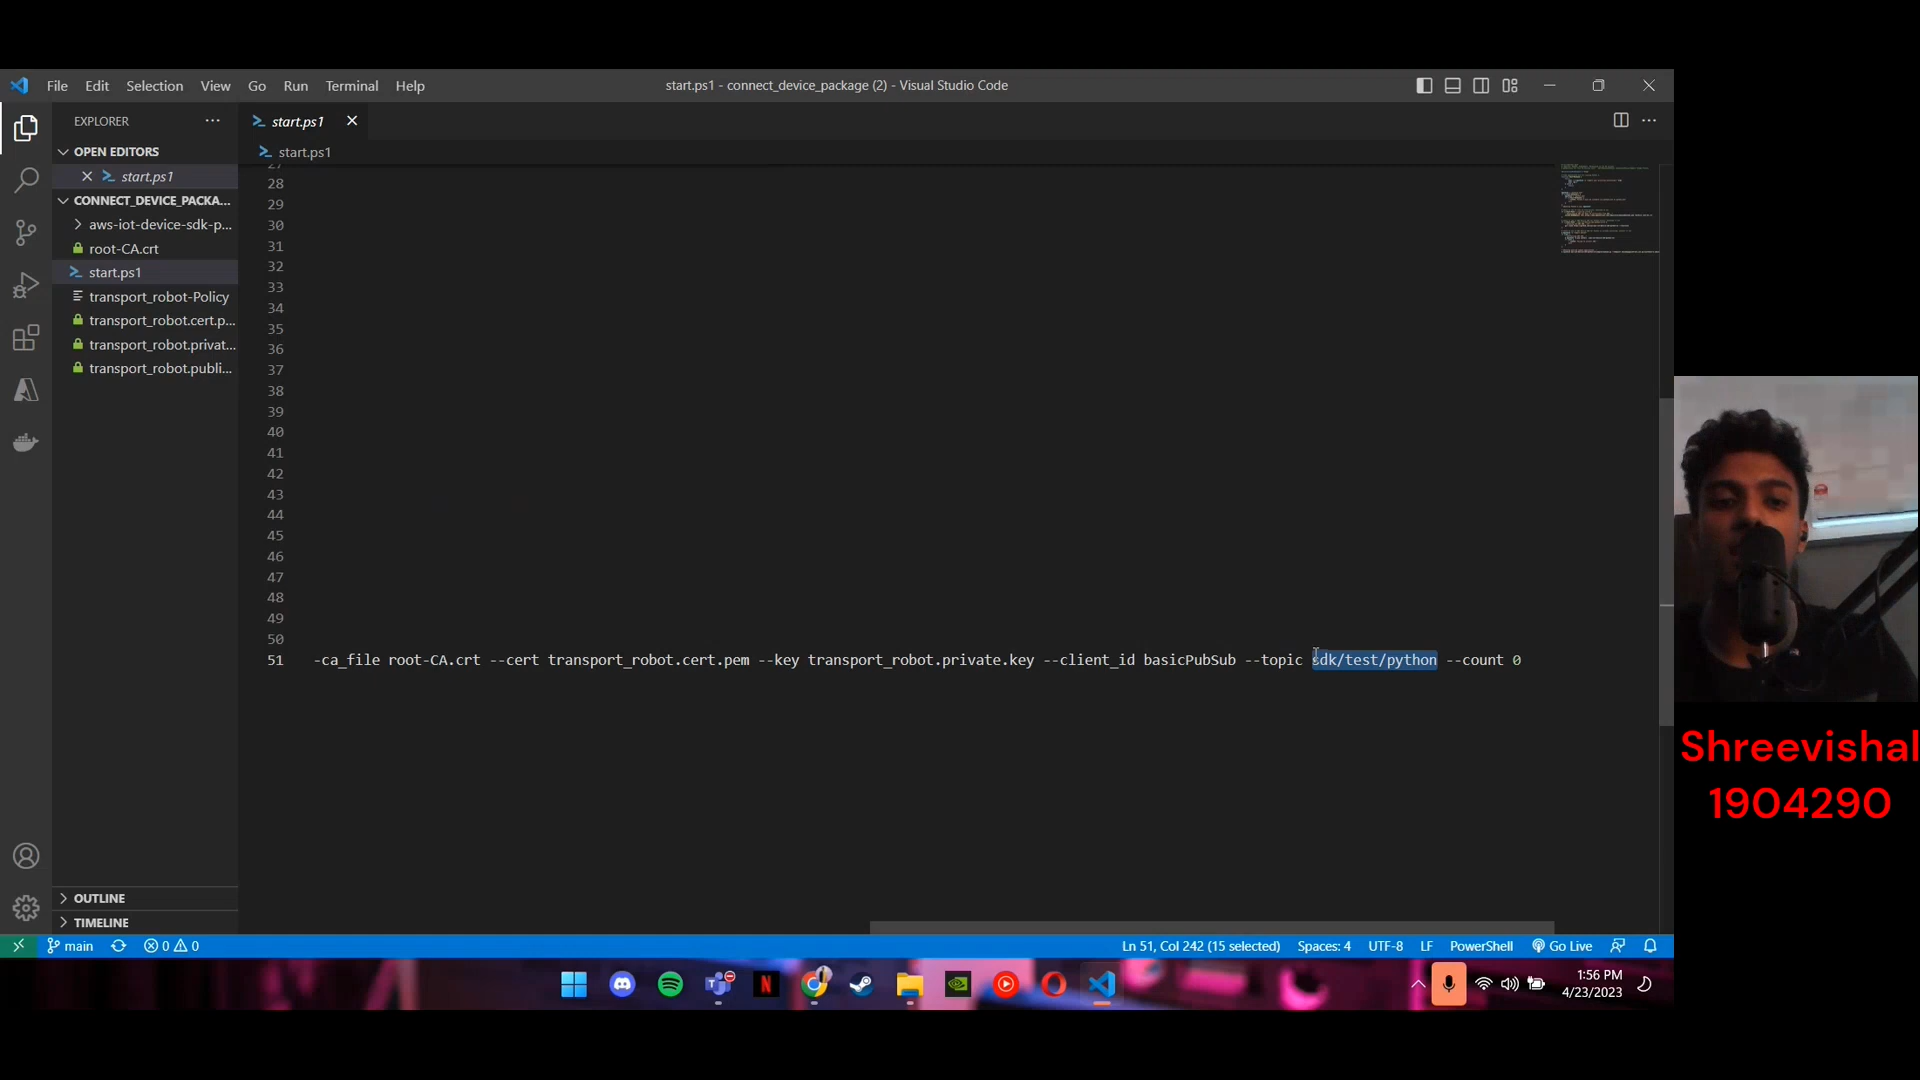 File Edit Selection View Go Run Terminal Help
start.ps1 - connect_device_package (2) - Visual Studio Code
EXPLORER
start.ps1
OPEN EDITORS
start.ps1
start.ps1
CONNECT_DEVICE_PACKA...
aws-iot-device-sdk-p...
root-CA.crt
start.ps1
transport_robot-Policy
transport_robot.cert.p...
transport_robot.privat...
transport_robot.publi...
27
28
29
30
31
32
33
34
35
36
37
38
39
40
41
42
43
44
45
46
47
48
49
50
51 -ca_file root-CA.crt --cert transport_robot.cert.pem --key transport_robot.private.key --client_id basicPubSub --topic sdk/test/python --count 0
Shreevishal
1904290
OUTLINE
TIMELINE
main 0 0 Ln 51, Col 242 (15 selected) Spaces: 4 UTF-8 LF PowerShell Go Live
1:56 PM
4/23/2023